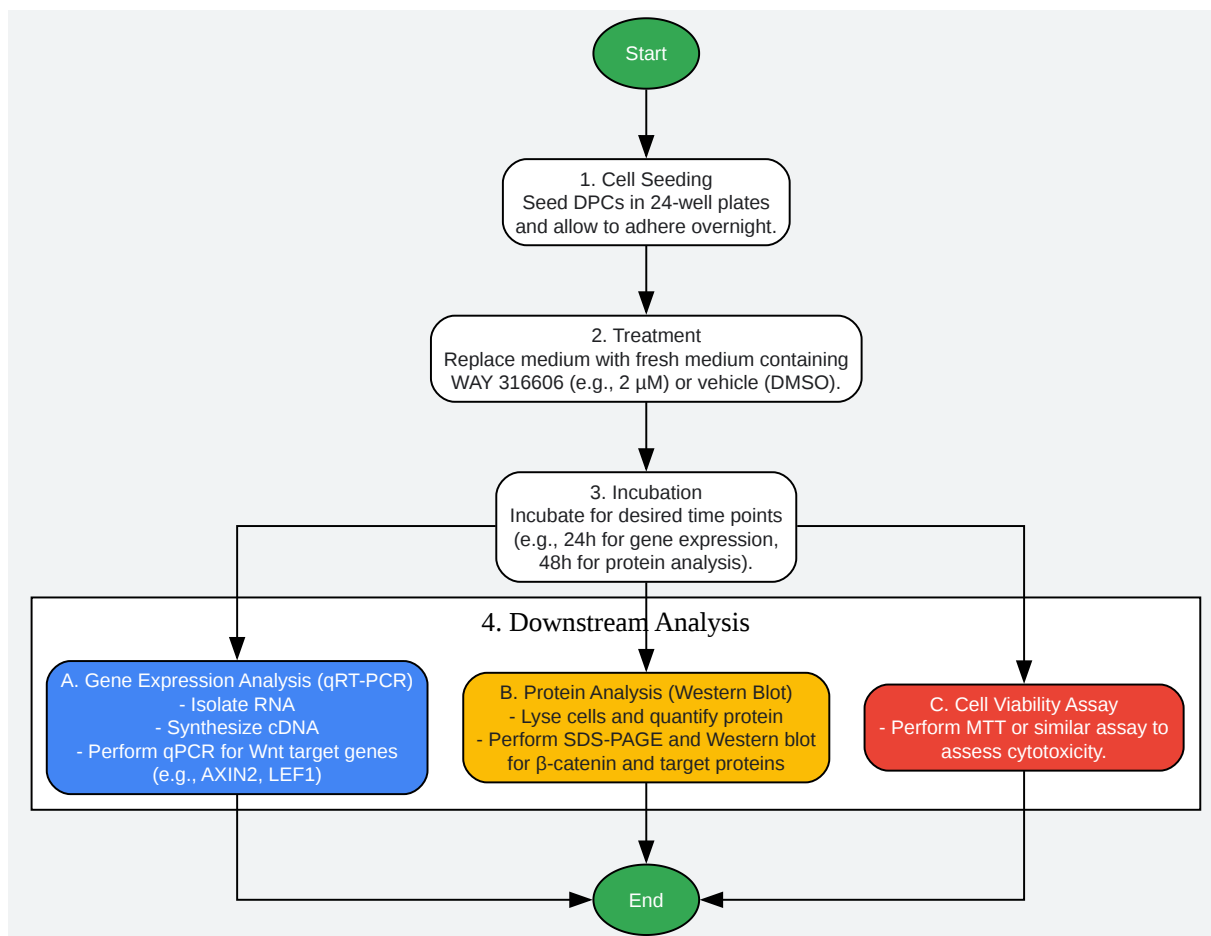 Start
1. Cell Seeding
Seed DPCs in 24-well plates
and allow to adhere overnight.
2. Treatment
Replace medium with fresh medium containing
WAY 316606 (e.g., 2 µM) or vehicle (DMSO).
3. Incubation
Incubate for desired time points
(e.g., 24h for gene expression,
48h for protein analysis).
4. Downstream Analysis
A. Gene Expression Analysis (qRT-PCR)
- Isolate RNA
- Synthesize cDNA
- Perform qPCR for Wnt target genes
(e.g., AXIN2, LEF1)
B. Protein Analysis (Western Blot)
- Lyse cells and quantify protein
- Perform SDS-PAGE and Western blot
for β-catenin and target proteins
C. Cell Viability Assay
- Perform MTT or similar assay to
assess cytotoxicity.
End